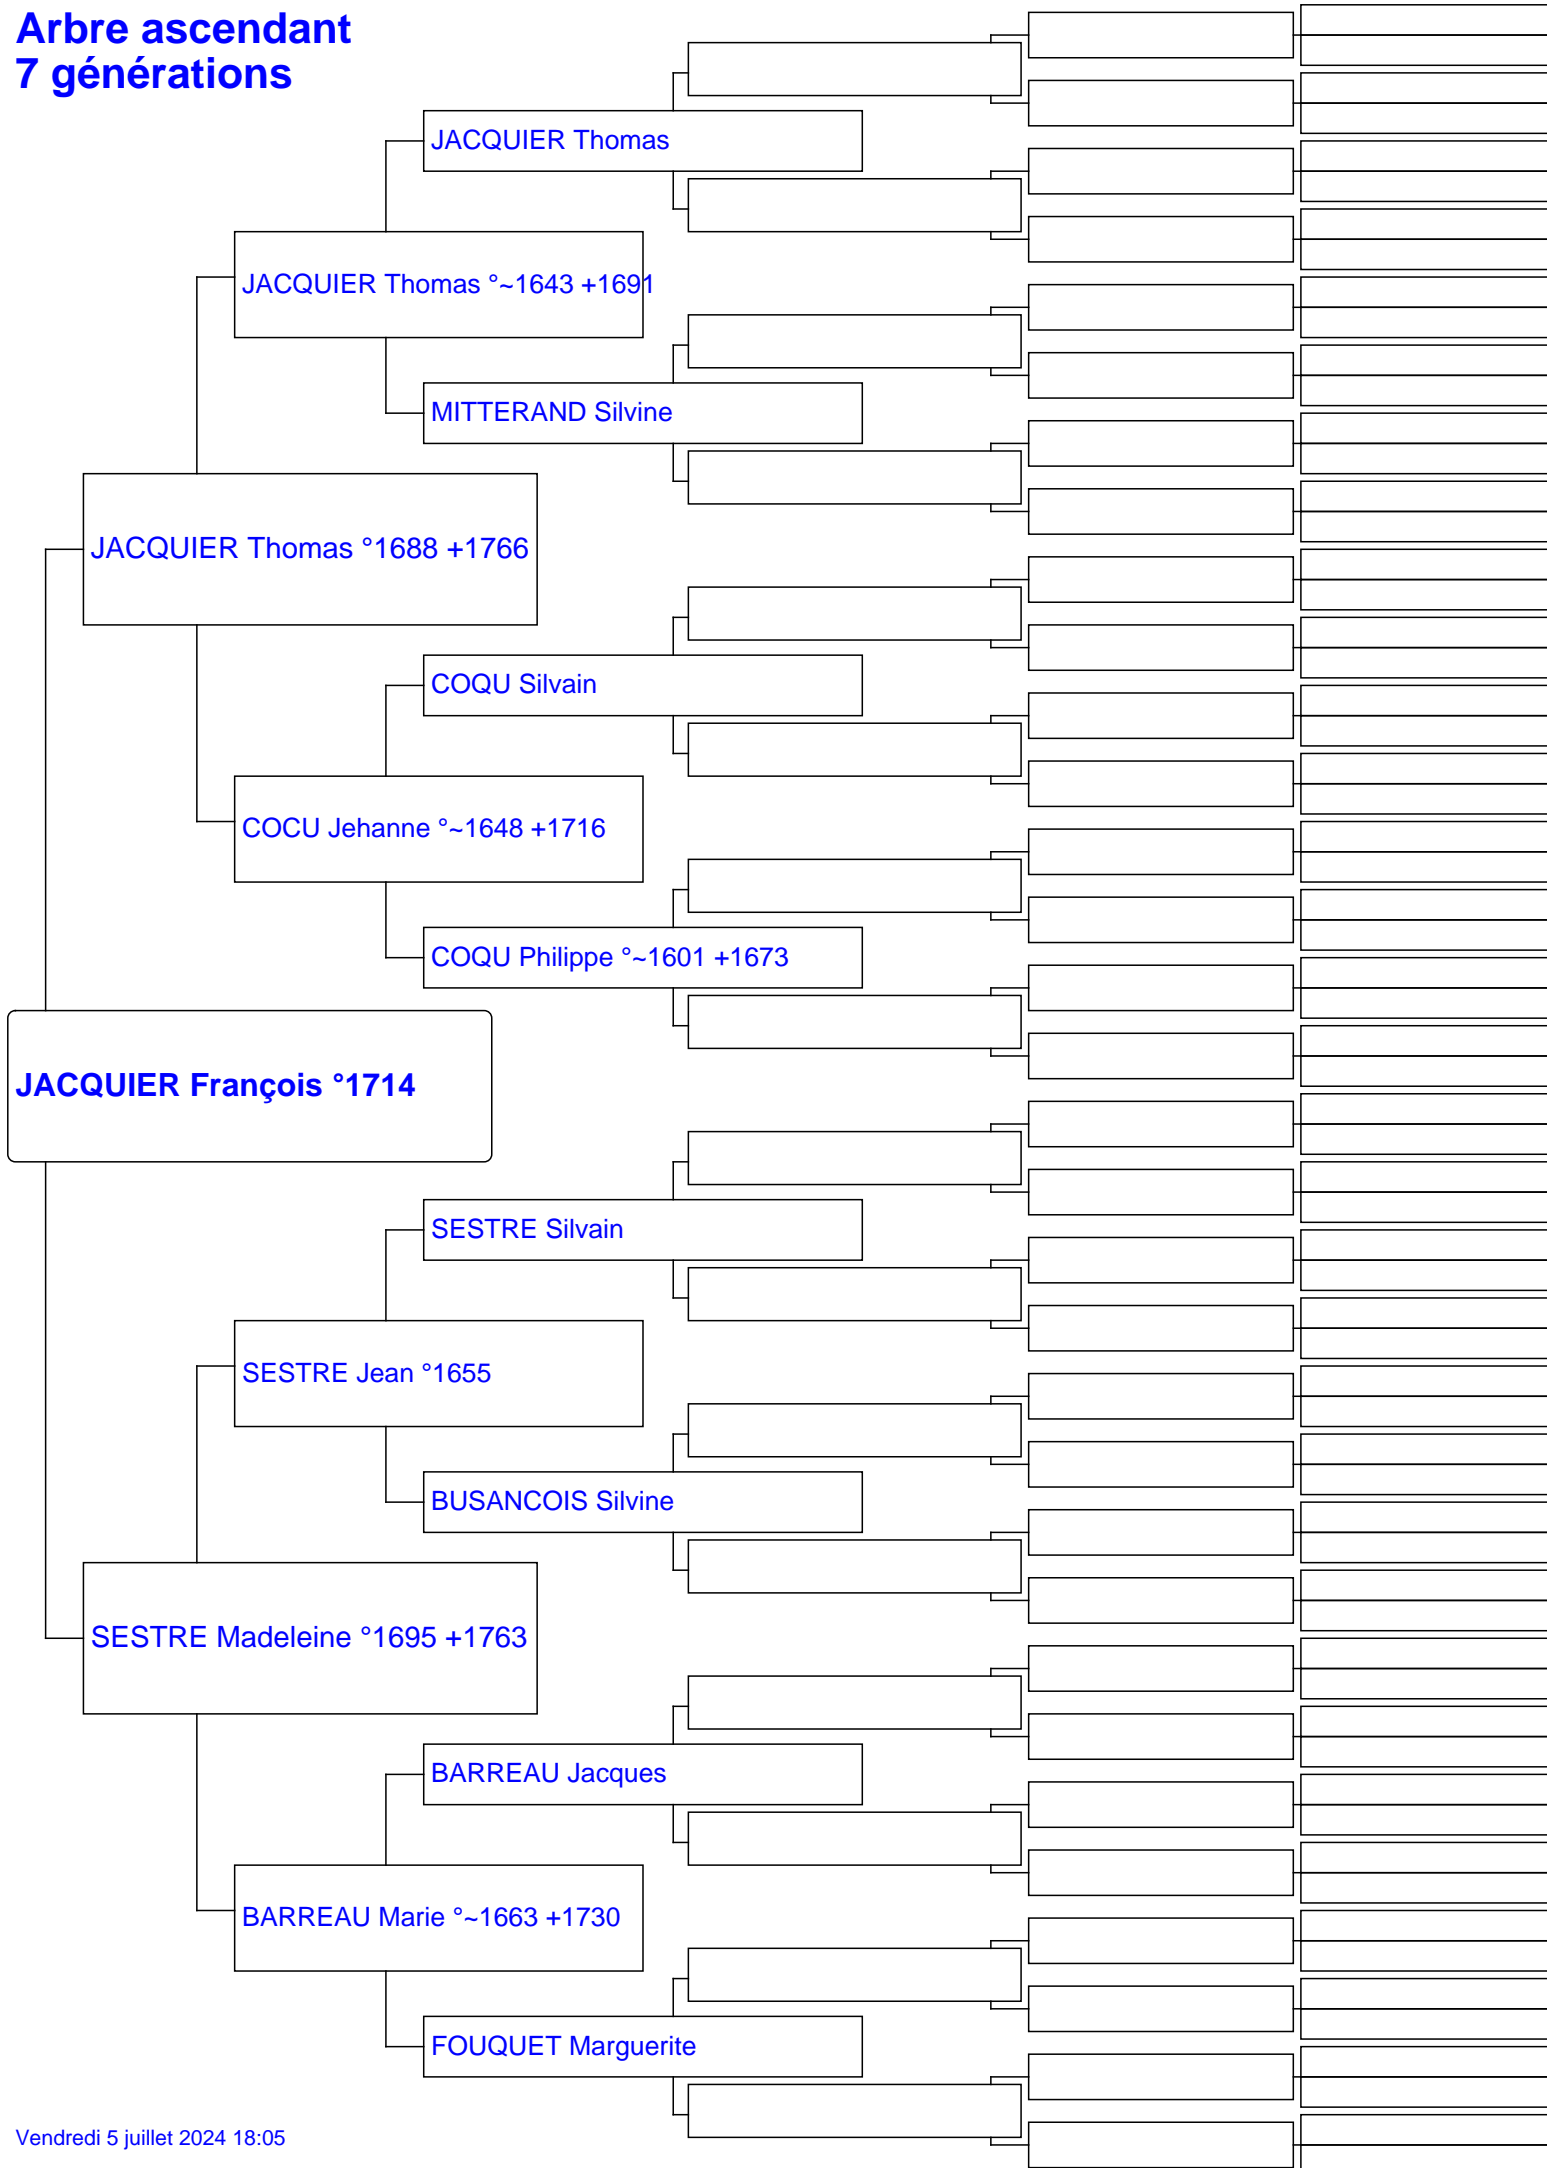 Arbre ascendant
7 générations
JACQUIER Thomas
JACQUIER Thomas °~1643 +1691
MITTERAND Silvine
JACQUIER Thomas °1688 +1766
COQU Silvain
COCU Jehanne °~1648 +1716
COQU Philippe °~1601 +1673
JACQUIER François °1714
SESTRE Silvain
SESTRE Jean °1655
BUSANCOIS Silvine
SESTRE Madeleine °1695 +1763
BARREAU Jacques
BARREAU Marie °~1663 +1730
FOUQUET Marguerite
Vendredi 5 juillet 2024 18:05